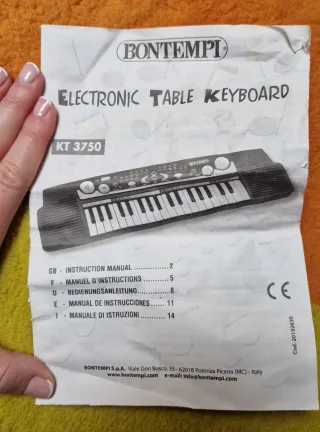 BONTEMPI
ELECTRONIC TABLE KEYBOARD
KT 3750
BONTEMPI
GB - INSTRUCTION MANUAL .............. 2
F - MANUEL D'INSTRUCTIONS ........... 5
D - BEDIENUNGSANLEITUNG ............ 8
E - MANUAL DE INSTRUCCIONES ...... 11
I - MANUALE DI ISTRUZIONI ........... 14
CE
BONTEMPI S.p.A. Viale Don Bosco, 35 - 62018 Potenza Picena (MC) - Italy
www.bontempi.com e-mail: info@bontempi.com